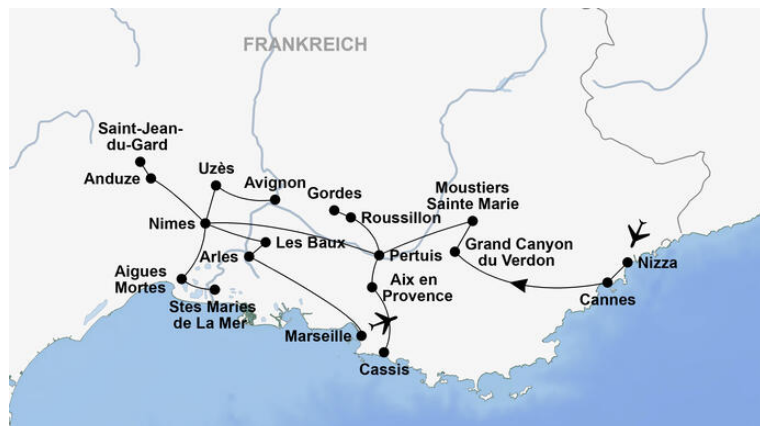 FRANKREICH
Saint-Jean-
du-Gard
Anduze
Uzès
Avignon
Gordes
Roussillon
Moustiers
Sainte Marie
Nimes
Les Baux
Arles
Pertuis
Grand Canyon
du Verdon
Nizza
Cannes
Aigues
Mortes
Stes Maries
de La Mer
Aix en
Provence
Marseille
Cassis